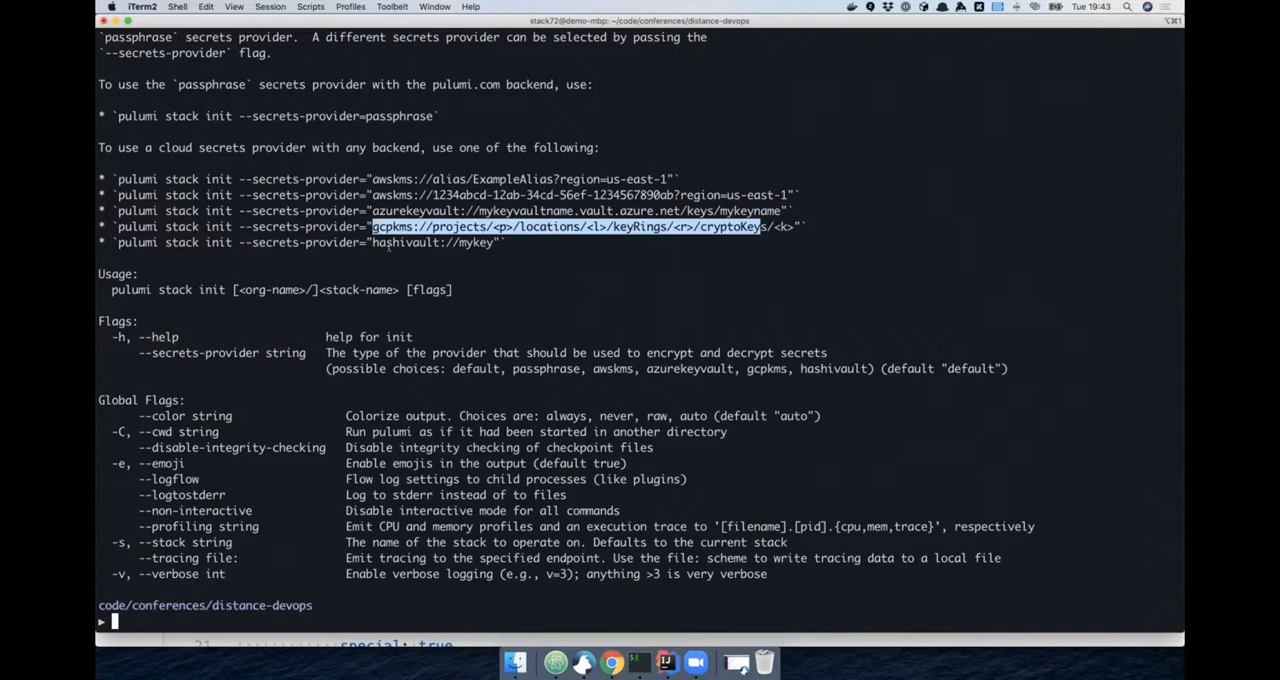 iTerm2 Shell Edit View Session Scripts Profiles Toolbelt Window Help Tue 19:43
stack72@demo-mbp: ~/code/conferences/distance-devops ⌥⌘1
`passphrase` secrets provider.  A different secrets provider can be selected by passing the
`--secrets-provider` flag.
To use the `passphrase` secrets provider with the pulumi.com backend, use:
* `pulumi stack init --secrets-provider=passphrase`
To use a cloud secrets provider with any backend, use one of the following:
* `pulumi stack init --secrets-provider="awskms://alias/ExampleAlias?region=us-east-1"`
* `pulumi stack init --secrets-provider="awskms://1234abcd-12ab-34cd-56ef-1234567890ab?region=us-east-1"`
* `pulumi stack init --secrets-provider="azurekeyvault://mykeyvaultname.vault.azure.net/keys/mykeyname"`
* `pulumi stack init --secrets-provider="gcpkms://projects/<p>/locations/<l>/keyRings/<r>/cryptoKeys/<k>"`
* `pulumi stack init --secrets-provider="hashivault://mykey"`
Usage:
pulumi stack init [<org-name>/]<stack-name> [flags]
Flags:
-h, --help help for init
--secrets-provider string The type of the provider that should be used to encrypt and decrypt secrets
(possible choices: default, passphrase, awskms, azurekeyvault, gcpkms, hashivault) (default "default")
Global Flags:
--color string Colorize output. Choices are: always, never, raw, auto (default "auto")
-C, --cwd string Run pulumi as if it had been started in another directory
--disable-integrity-checking Disable integrity checking of checkpoint files
-e, --emoji Enable emojis in the output (default true)
--logflow Flow log settings to child processes (like plugins)
--logtostderr Log to stderr instead of to files
--non-interactive Disable interactive mode for all commands
--profiling string Emit CPU and memory profiles and an execution trace to '[filename].[pid].{cpu,mem,trace}', respectively
-s, --stack string The name of the stack to operate on. Defaults to the current stack
--tracing file: Emit tracing to the specified endpoint. Use the file: scheme to write tracing data to a local file
-v, --verbose int Enable verbose logging (e.g., v=3); anything >3 is very verbose
code/conferences/distance-devops
21 special: true